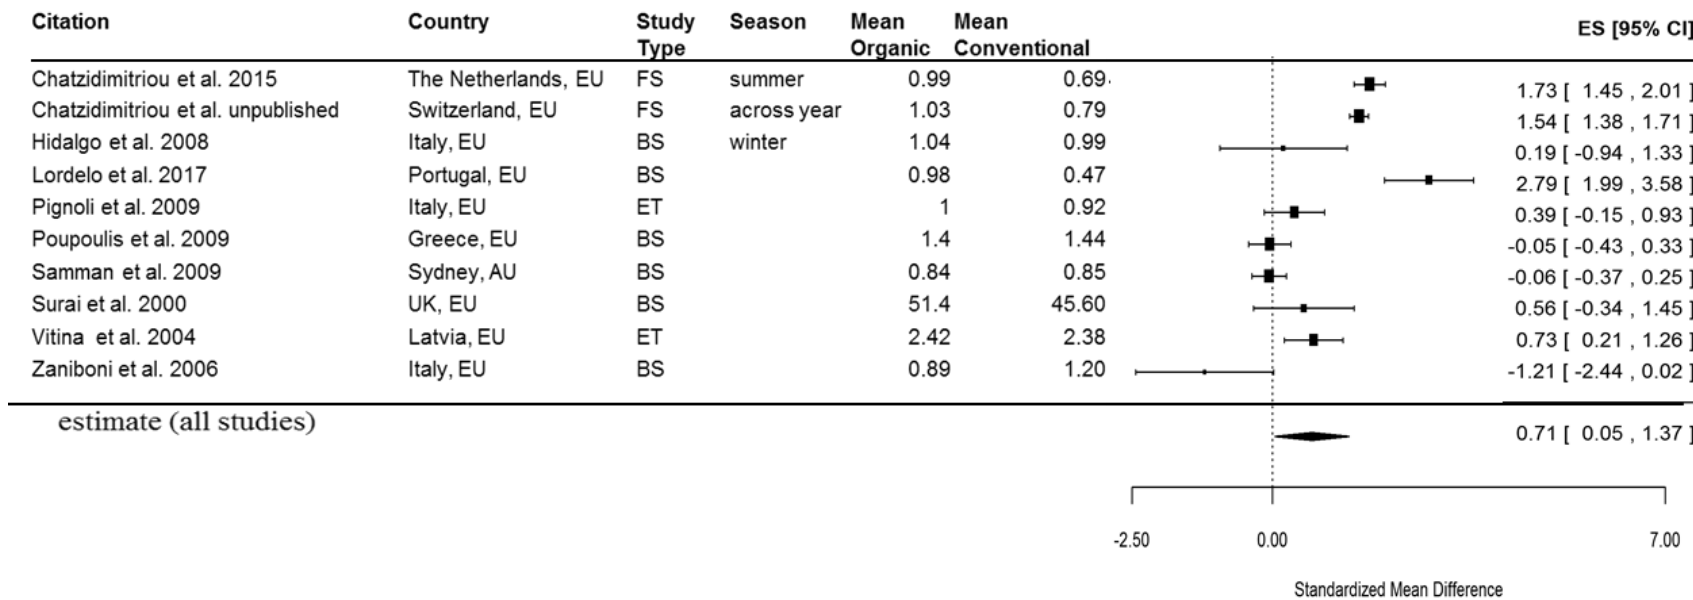 Citation Country Study Type Season Mean Organic Mean Conventional ES [95% CI]
Chatzidimitriou et al. 2015 The Netherlands, EU FS summer 0.99 0.69 1.73 [ 1.45 , 2.01 ]
Chatzidimitriou et al. unpublished Switzerland, EU FS across year 1.03 0.79 1.54 [ 1.38 , 1.71 ]
Hidalgo et al. 2008 Italy, EU BS winter 1.04 0.99 0.19 [ -0.94 , 1.33 ]
Lordelo et al. 2017 Portugal, EU BS 0.98 0.47 2.79 [ 1.99 , 3.58 ]
Pignoli et al. 2009 Italy, EU ET 1 0.92 0.39 [ -0.15 , 0.93 ]
Poupoulis et al. 2009 Greece, EU BS 1.4 1.44 -0.05 [ -0.43 , 0.33 ]
Samman et al. 2009 Sydney, AU BS 0.84 0.85 -0.06 [ -0.37 , 0.25 ]
Surai et al. 2000 UK, EU BS 51.4 45.60 0.56 [ -0.34 , 1.45 ]
Vitina et al. 2004 Latvia, EU ET 2.42 2.38 0.73 [ 0.21 , 1.26 ]
Zaniboni et al. 2006 Italy, EU BS 0.89 1.20 -1.21 [ -2.44 , 0.02 ]
estimate (all studies) 0.71 [ 0.05 , 1.37 ]
-2.50 0.00 7.00
Standardized Mean Difference